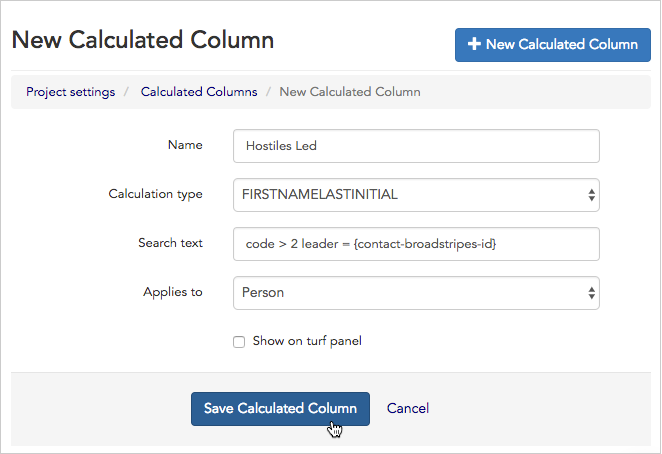 New Calculated Column
New Calculated Column
Project settings / Calculated Columns / New Calculated Column
Name Hostiles Led
Calculation type FIRSTNAMELASTINITIAL
Search text code > 2 leader = {contact-broadstripes-id}
Applies to Person
Show on turf panel
Save Calculated Column Cancel